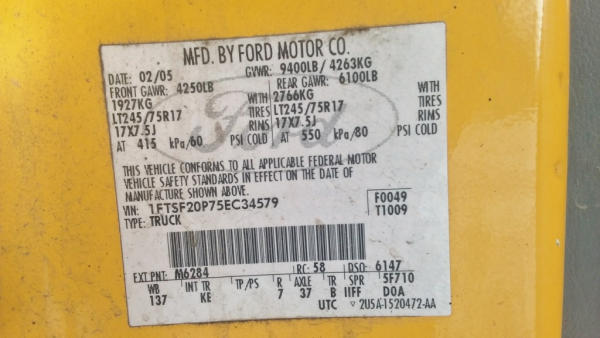 MFD. BY FORD MOTOR CO.
DATE: 02/05 GVWR: 9400LB/ 4263KG
FRONT GAWR: 4250LB REAR GAWR: 6100LB
1927KG WITH 2766KG WITH
LT245/75R17 TIRES LT245/75R17 TIRES
17X7.5J RIMS 17X7.5J RIMS
AT 415 kPa/60 PSI COLD AT 550 kPa/80 PSI COLD
Ford
THIS VEHICLE CONFORMS TO ALL APPLICABLE FEDERAL MOTOR
VEHICLE SAFETY STANDARDS IN EFFECT ON THE DATE OF
MANUFACTURE SHOWN ABOVE.
VIN: 1FTSF20P75EC34579 F0049
TYPE: TRUCK T1009
EXT PNT: M6284 RC: 58 DSO: 6147
WB INT TR TP/PS R AXLE TR SPR 5F710
137 KE 7 37 B IIFF DOA
UTC ▽ 2U5A-1520472-AA